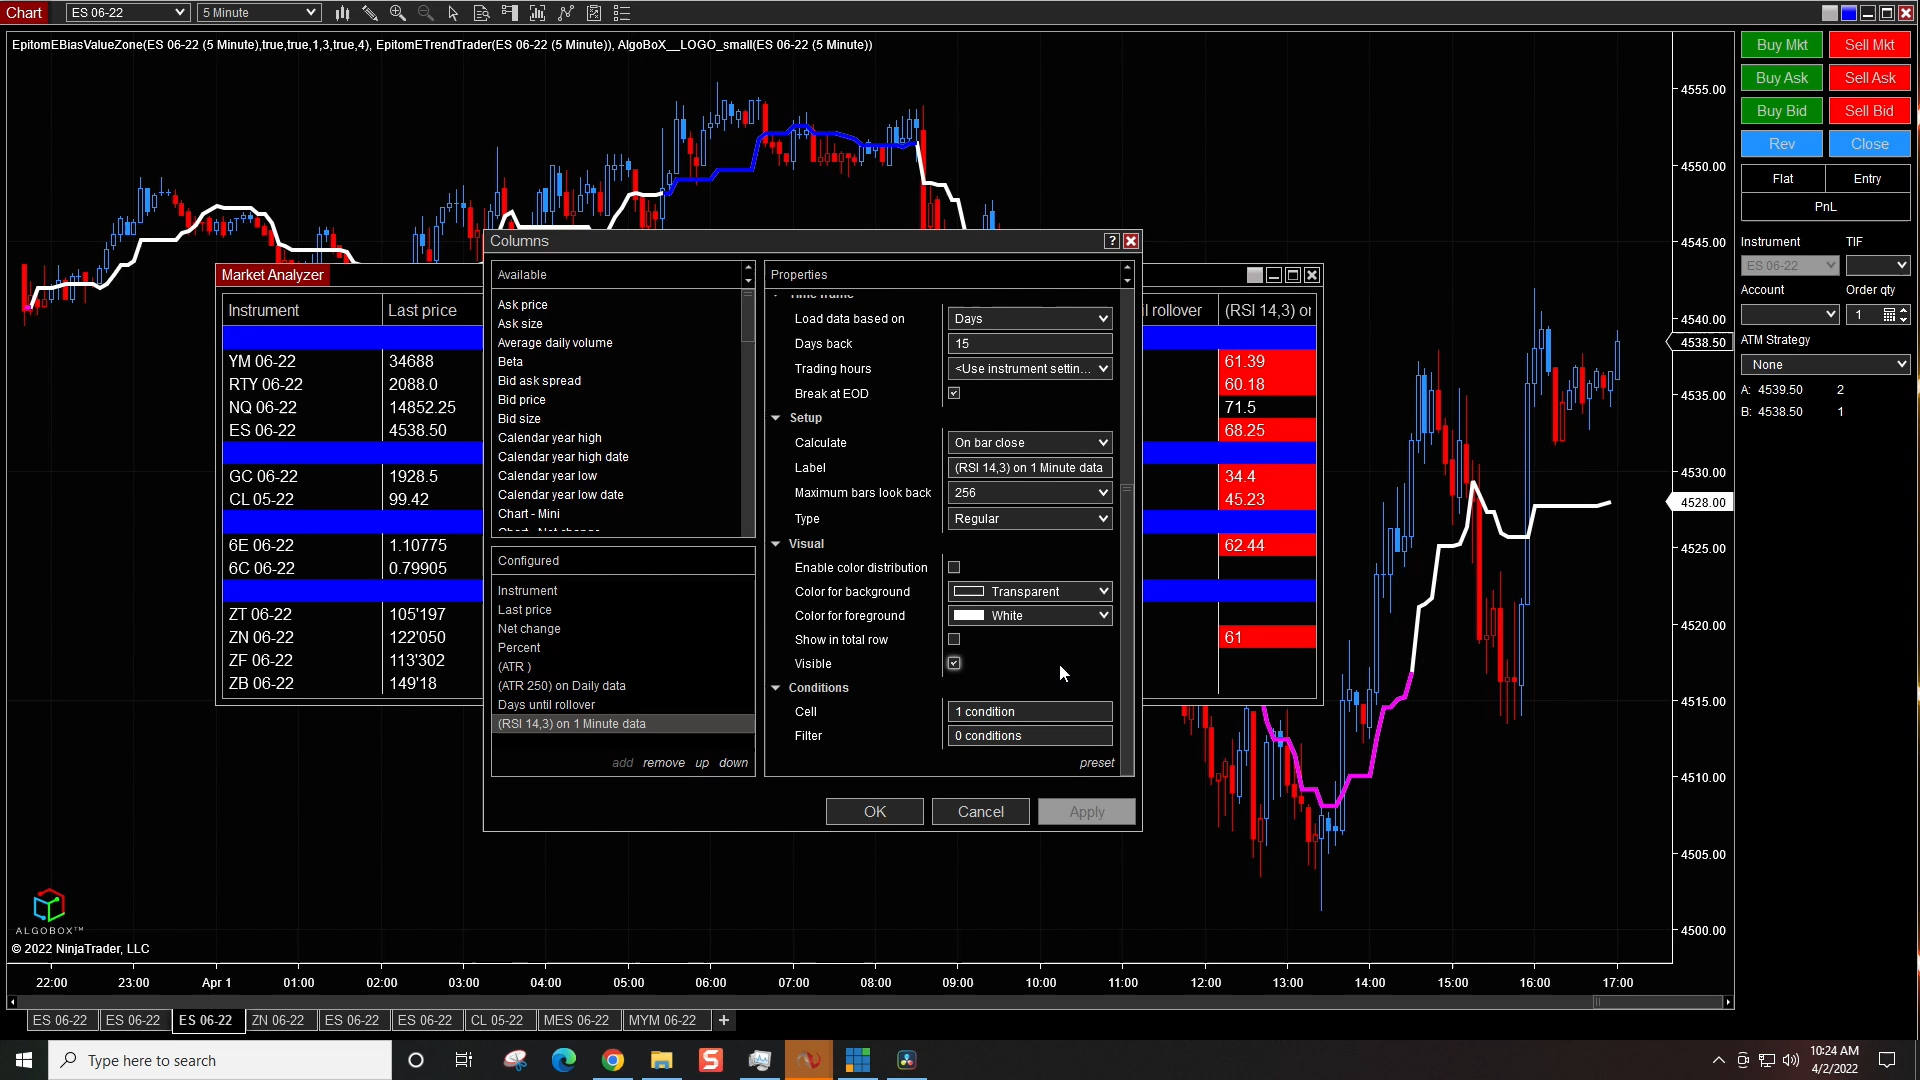 Chart ES 06-22 5 Minute
EpitomEBiasValueZone(ES 06-22 (5 Minute),true,true,1,3,true,4), EpitomETrendTrader(ES 06-22 (5 Minute)), AlgoBoX__LOGO_small(ES 06-22 (5 Minute))
Buy Mkt Sell Mkt
Buy Ask Sell Ask
Buy Bid Sell Bid
Rev Close
Flat Entry
PnL
Instrument TIF
ES 06-22
Account Order qty
1
ATM Strategy
None
A: 4539.50 2
B: 4538.50 1
4555.00
4550.00
4545.00
4540.00
4538.50
4535.00
4530.00
4528.00
4525.00
4520.00
4515.00
4510.00
4505.00
4500.00
Market Analyzer
Instrument Last price
YM 06-22 34688
RTY 06-22 2088.0
NQ 06-22 14852.25
ES 06-22 4538.50
GC 06-22 1928.5
CL 05-22 99.42
6E 06-22 1.10775
6C 06-22 0.79905
ZT 06-22 105'197
ZN 06-22 122'050
ZF 06-22 113'302
ZB 06-22 149'18
rollover (RSI 14,3)
61.39
60.18
71.5
68.25
34.4
45.23
62.44
61
Columns
?
Available
Ask price
Ask size
Average daily volume
Beta
Bid ask spread
Bid price
Bid size
Calendar year high
Calendar year high date
Calendar year low
Calendar year low date
Chart - Mini
Configured
Instrument
Last price
Net change
Percent
(ATR )
(ATR 250) on Daily data
Days until rollover
(RSI 14,3) on 1 Minute data
add remove up down
Properties
Load data based on Days
Days back 15
Trading hours <Use instrument settin...
Break at EOD
Setup
Calculate On bar close
Label (RSI 14,3) on 1 Minute data
Maximum bars look back 256
Type Regular
Visual
Enable color distribution
Color for background Transparent
Color for foreground White
Show in total row
Visible
Conditions
Cell 1 condition
Filter 0 conditions
preset
OK Cancel Apply
ALGOBOX™
© 2022 NinjaTrader, LLC
22:00 23:00 Apr 1 01:00 02:00 03:00 04:00 05:00 06:00 07:00 08:00 09:00 10:00 11:00 12:00 13:00 14:00 15:00 16:00 17:00
ES 06-22 ES 06-22 ES 06-22 ZN 06-22 ES 06-22 ES 06-22 CL 05-22 MES 06-22 MYM 06-22 +
Type here to search
10:24 AM
4/2/2022